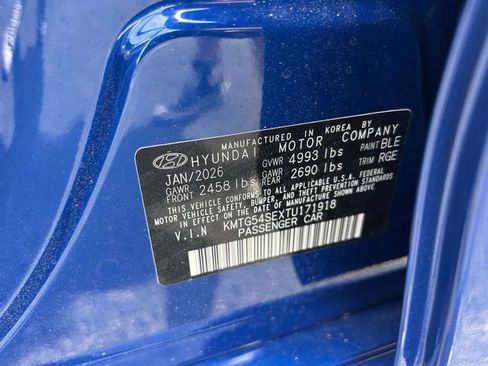 MANUFACTURED IN KOREA BY
HYUNDAI MOTOR COMPANY
JAN/2026 GVWR 4993 lbs PAINT BLE
GAWR FRONT 2458 lbs GAWR REAR 2690 lbs TRIM RGE
THIS VEHICLE CONFORMS TO ALL APPLICABLE U.S. FEDERAL
MOTOR VEHICLE SAFETY, BUMPER, AND THEFT PREVENTION STANDARDS
IN EFFECT ON THE DATE OF MANUFACTURE SHOWN ABOVE.
V.I.N KMTG54SEXTU171918
PASSENGER CAR